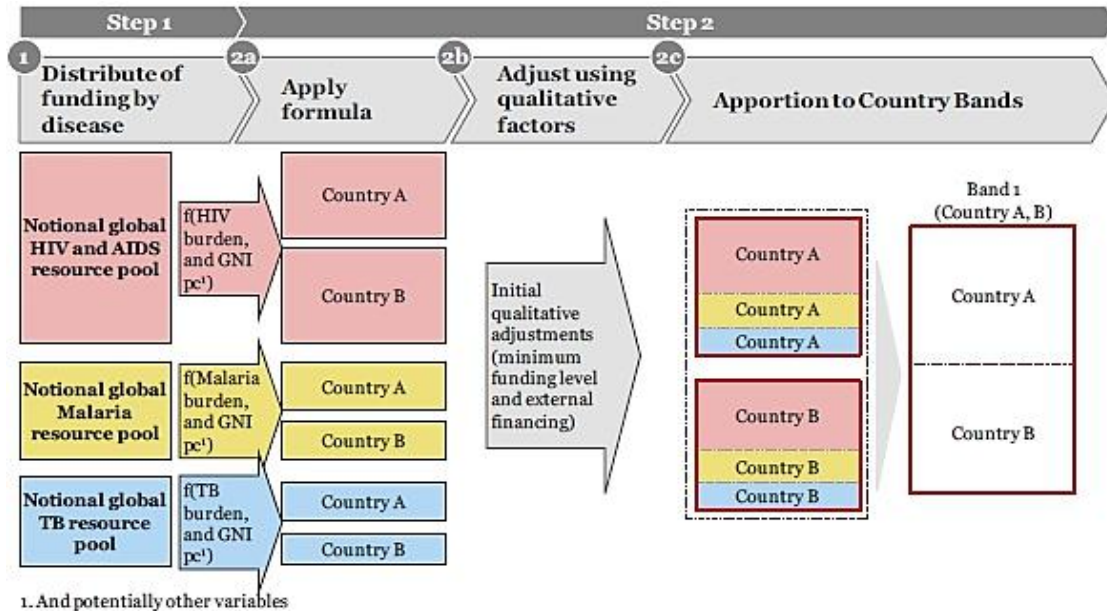 Step 1
Step 2
1
Distribute of
funding by
disease
2a
Apply
formula
2b
Adjust using
qualitative
factors
2c
Apportion to Country Bands
Notional global
HIV and AIDS
resource pool
f(HIV
burden,
and GNI
pc¹)
Country A
Country B
Notional global
Malaria
resource pool
f(Malaria
burden,
and GNI
pc¹)
Country A
Country B
Notional global
TB resource
pool
f(TB
burden,
and GNI
pc¹)
Country A
Country B
Initial
qualitative
adjustments
(minimum
funding level
and external
financing)
Country A
Country A
Country A
Country B
Country B
Country B
Band 1
(Country A, B)
Country A
Country B
1. And potentially other variables